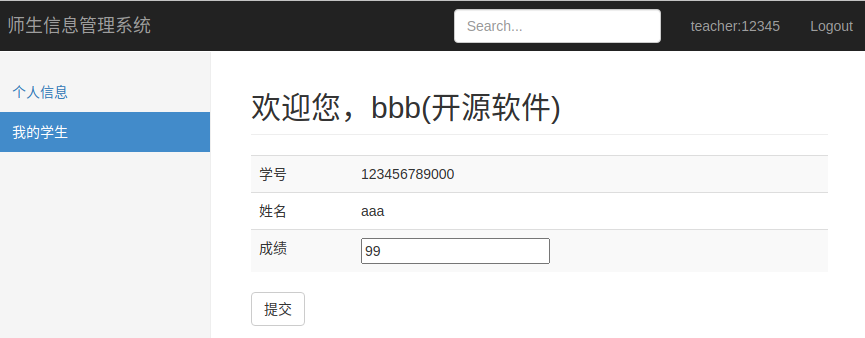 师生信息管理系统 Search... teacher:12345 Logout
个人信息
我的学生
欢迎您，bbb(开源软件)
学号 123456789000
姓名 aaa
成绩 99
提交